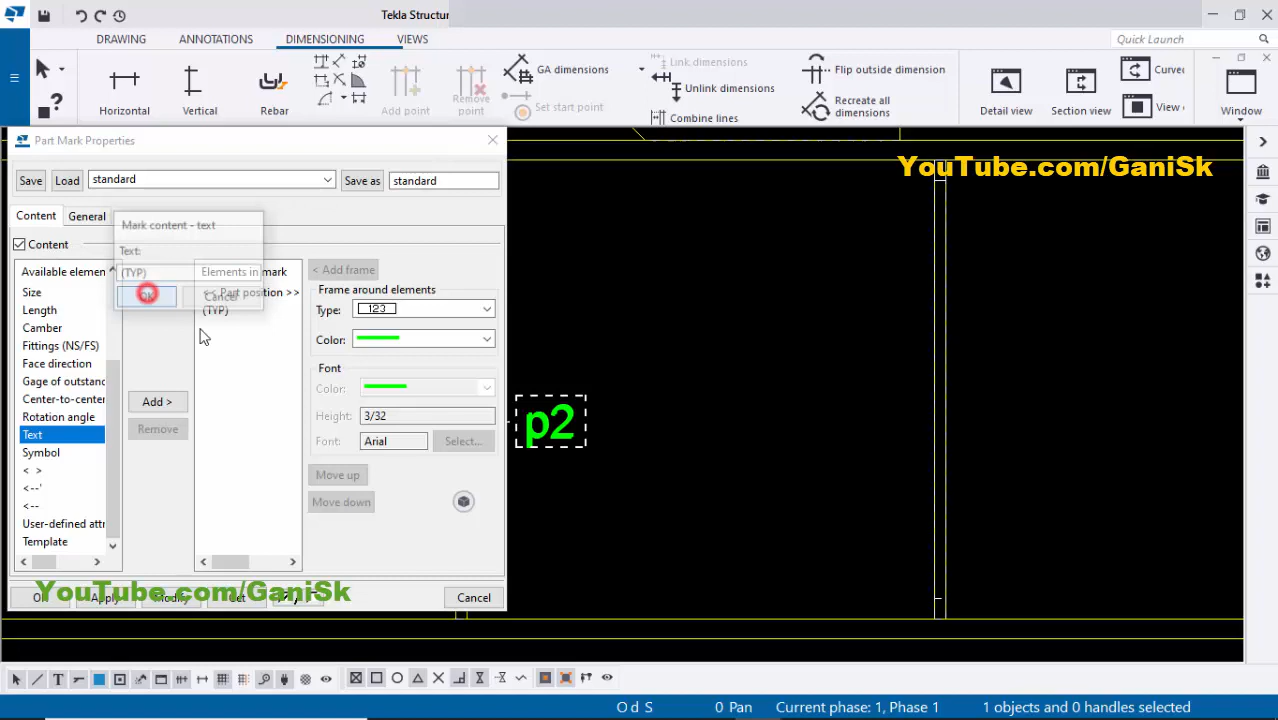 Tekla Structur
DRAWING
ANNOTATIONS
DIMENSIONING
VIEWS
Quick Launch
Horizontal
Vertical
Rebar
Add point
Remove point
GA dimensions
Set start point
Link dimensions
Unlink dimensions
Combine lines
Flip outside dimension
Recreate all dimensions
Detail view
Section view
Curve
View
Window
Part Mark Properties
Save
Load
standard
Save as
standard
Content
General
Content
Mark content - text
Text:
(TYP)
OK
Cancel
Available elemen
Size
Length
Camber
Fittings (NS/FS)
Face direction
Gage of outstanc
Center-to-center
Rotation angle
Text
Symbol
< >
<--'
<--
User-defined attr
Template
Add >
Remove
Elements in mark
<< Part position >>
(TYP)
< Add frame
Frame around elements
Type:
123
Color:
Font
Color:
Height:
3/32
Font:
Arial
Select...
Move up
Move down
OK
Apply
Modify
Get
Cancel
p2
YouTube.com/GaniSk
YouTube.com/GaniSk
O d S
0 Pan
Current phase: 1, Phase 1
1 objects and 0 handles selected